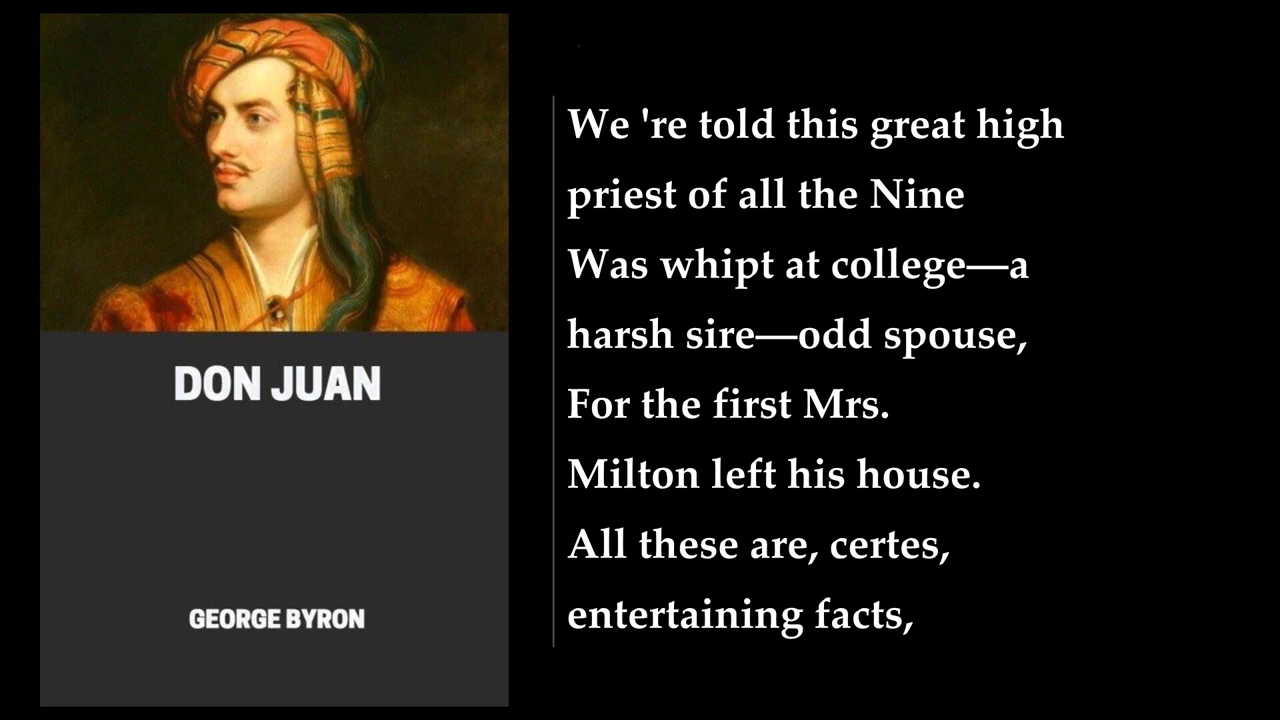 DON JUAN
GEORGE BYRON
We 're told this great high
priest of all the Nine
Was whipt at college—a
harsh sire—odd spouse,
For the first Mrs.
Milton left his house.
All these are, certes,
entertaining facts,